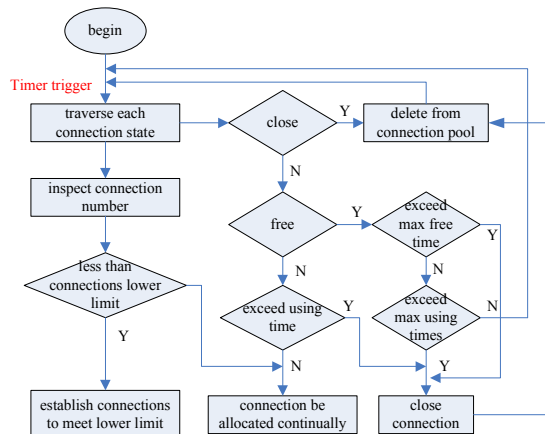 begin
Timer trigger
traverse each
connection state
close
Y
delete from
connection pool
N
inspect connection
number
free
Y
exceed
max free
time
Y
less than
connections lower
limit
N
N
exceed using
time
Y
exceed
max using
times
N
Y
N
Y
establish connections
to meet lower limit
connection be
allocated continually
close
connection